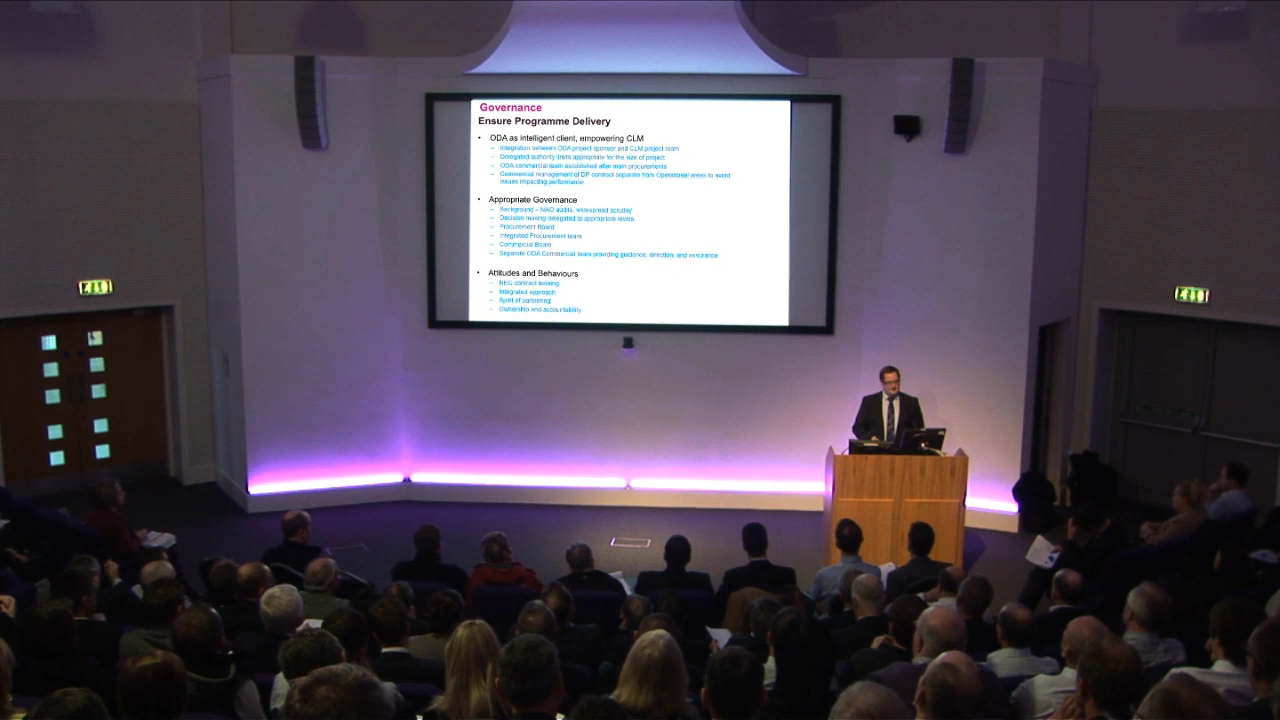 Governance
Ensure Programme Delivery
• ODA as intelligent client, empowering CLM
– Integration between ODA project sponsor and CLM project team
– Delegated authority limits appropriate for the size of project
– ODA commercial team established after main procurements
– Commercial management of DP contract separate from Operational areas to avoid
issues impacting performance
• Appropriate Governance
– Background – NAO audits, widespread scrutiny
– Decision making delegated to appropriate levels
– Procurement Board
– Integrated Procurement team
– Commercial Board
– Separate ODA Commercial team providing guidance, direction, and assurance
• Attitudes and Behaviours
– NEC contract training
– Integrated approach
– Spirit of partnering
– Ownership and accountability